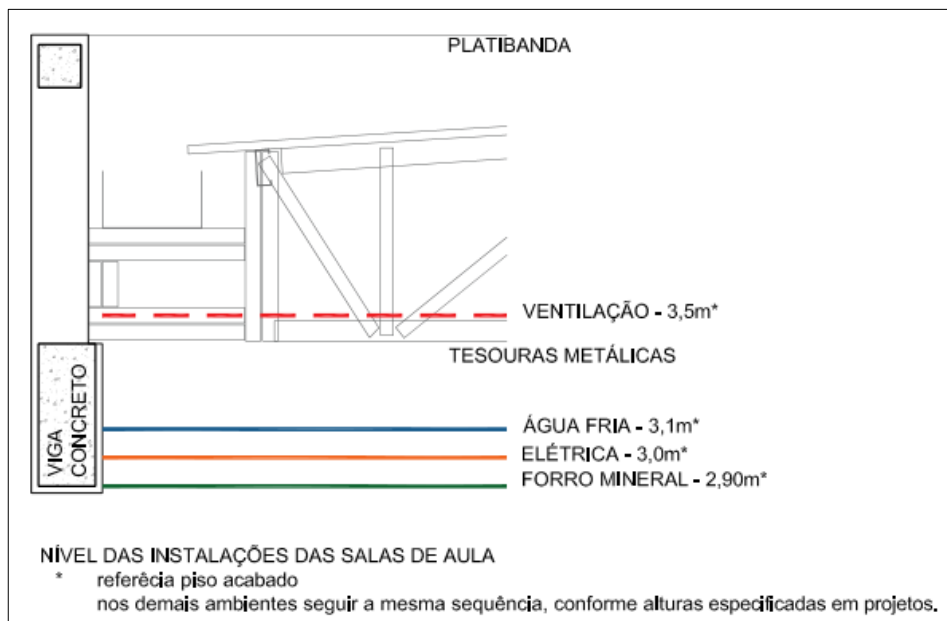 PLATIBANDA
VENTILAÇÃO - 3,5m*
TESOURAS METÁLICAS
VIGA
CONCRETO
ÁGUA FRIA - 3,1m*
ELÉTRICA - 3,0m*
FORRO MINERAL - 2,90m*
NÍVEL DAS INSTALAÇÕES DAS SALAS DE AULA
* referêcia piso acabado
nos demais ambientes seguir a mesma sequência, conforme alturas especificadas em projetos.